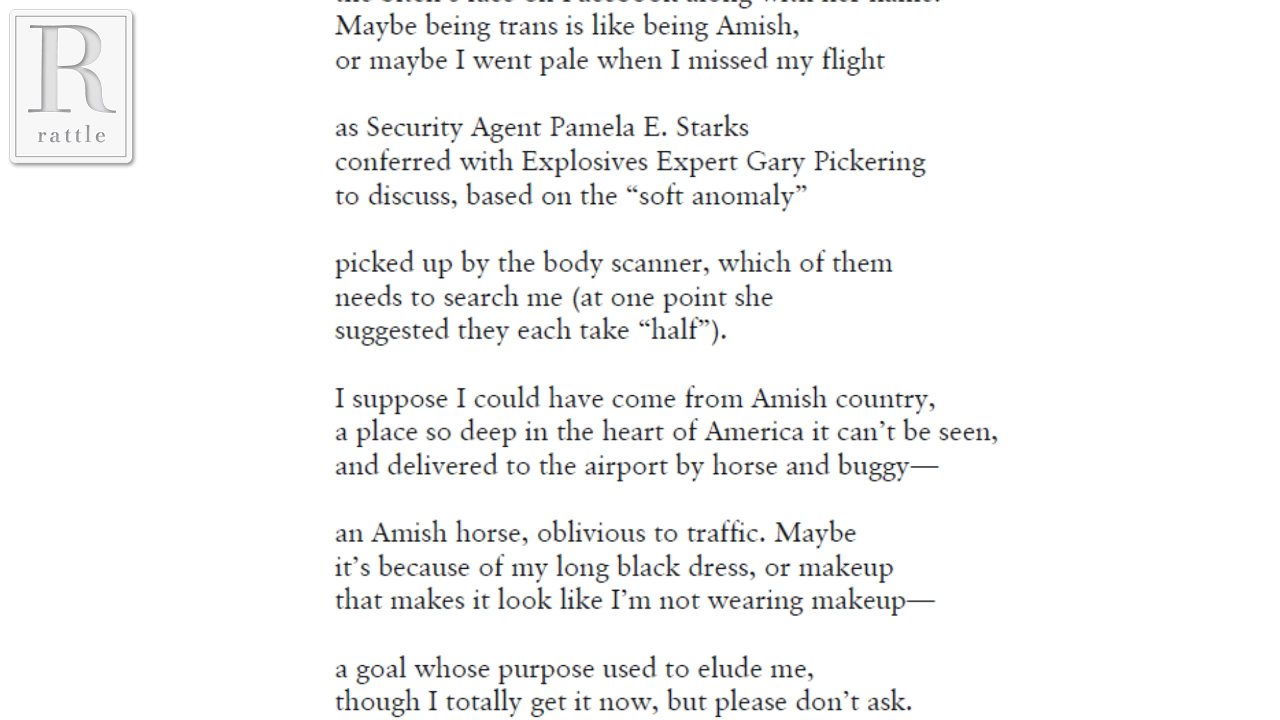 R
rattle
Maybe being trans is like being Amish,
or maybe I went pale when I missed my flight
as Security Agent Pamela E. Starks
conferred with Explosives Expert Gary Pickering
to discuss, based on the “soft anomaly”
picked up by the body scanner, which of them
needs to search me (at one point she
suggested they each take “half”).
I suppose I could have come from Amish country,
a place so deep in the heart of America it can’t be seen,
and delivered to the airport by horse and buggy—
an Amish horse, oblivious to traffic. Maybe
it’s because of my long black dress, or makeup
that makes it look like I’m not wearing makeup—
a goal whose purpose used to elude me,
though I totally get it now, but please don’t ask.